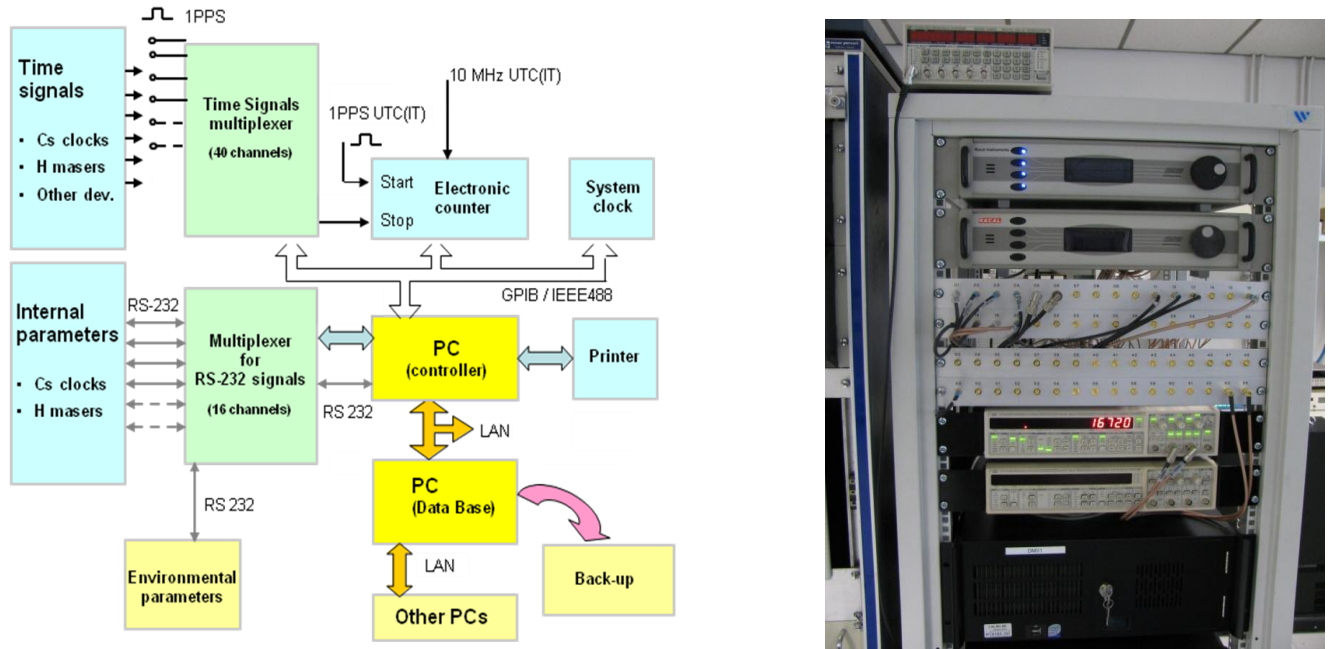 1PPS
Time
signals
▪ Cs clocks
▪ H masers
▪ Other dev.
Time Signals
multiplexer
(40 channels)
10 MHz UTC(IT)
1PPS UTC(IT)
Start
Stop
Electronic
counter
System
clock
GPIB / IEEE488
Internal
parameters
▪ Cs clocks
▪ H masers
RS-232
Multiplexer
for
RS-232 signals
(16 channels)
RS 232
PC
(controller)
Printer
LAN
PC
(Data Base)
RS 232
LAN
Back-up
Environmental
parameters
Other PCs
RACAL
16720